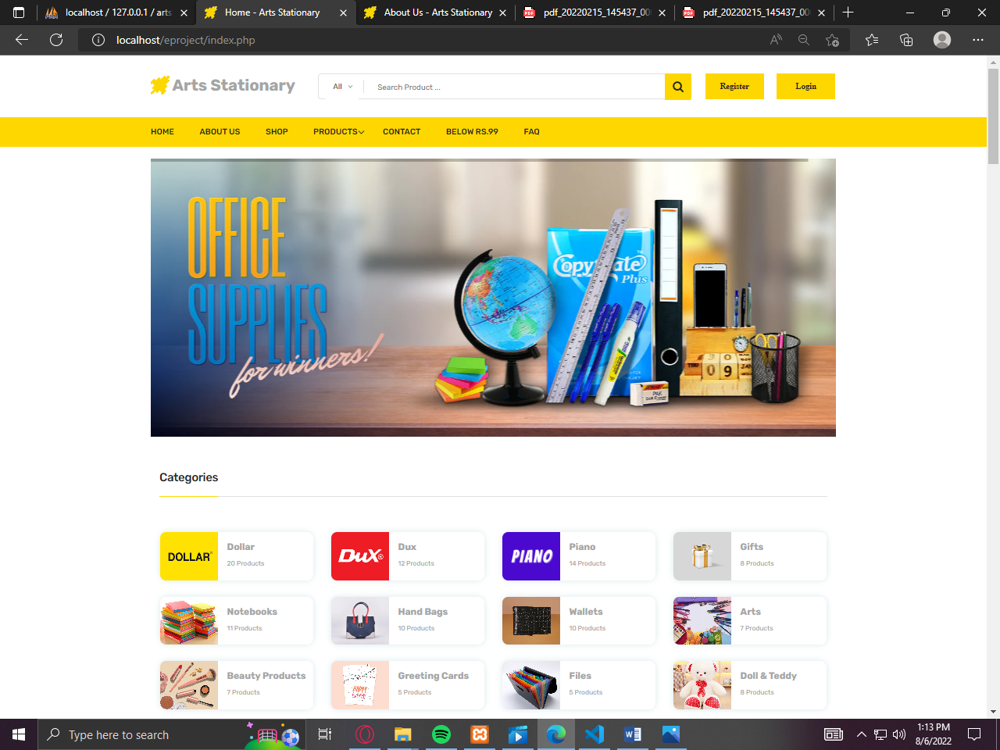 localhost / 127.0.0.1 / arts
Home - Arts Stationary
About Us - Arts Stationary
pdf_20220215_145437_00
pdf_20220215_145437_00
localhost/eproject/index.php
Arts Stationary
All
Search Product ...
Register
Login
HOME
ABOUT US
SHOP
PRODUCTS
CONTACT
BELOW RS.99
FAQ
OFFICE
SUPPLIES
for winners!
CopyMate
Plus
THU
09
JAN
PAK
Categories
DOLLAR
Dollar
20 Products
DUX®
Dux
12 Products
PIANO
Piano
14 Products
Gifts
8 Products
Notebooks
11 Products
Hand Bags
10 Products
Wallets
10 Products
Arts
7 Products
Beauty Products
7 Products
Greeting Cards
5 Products
Files
5 Products
Doll & Teddy
8 Products
Type here to search
1:13 PM
8/6/2022